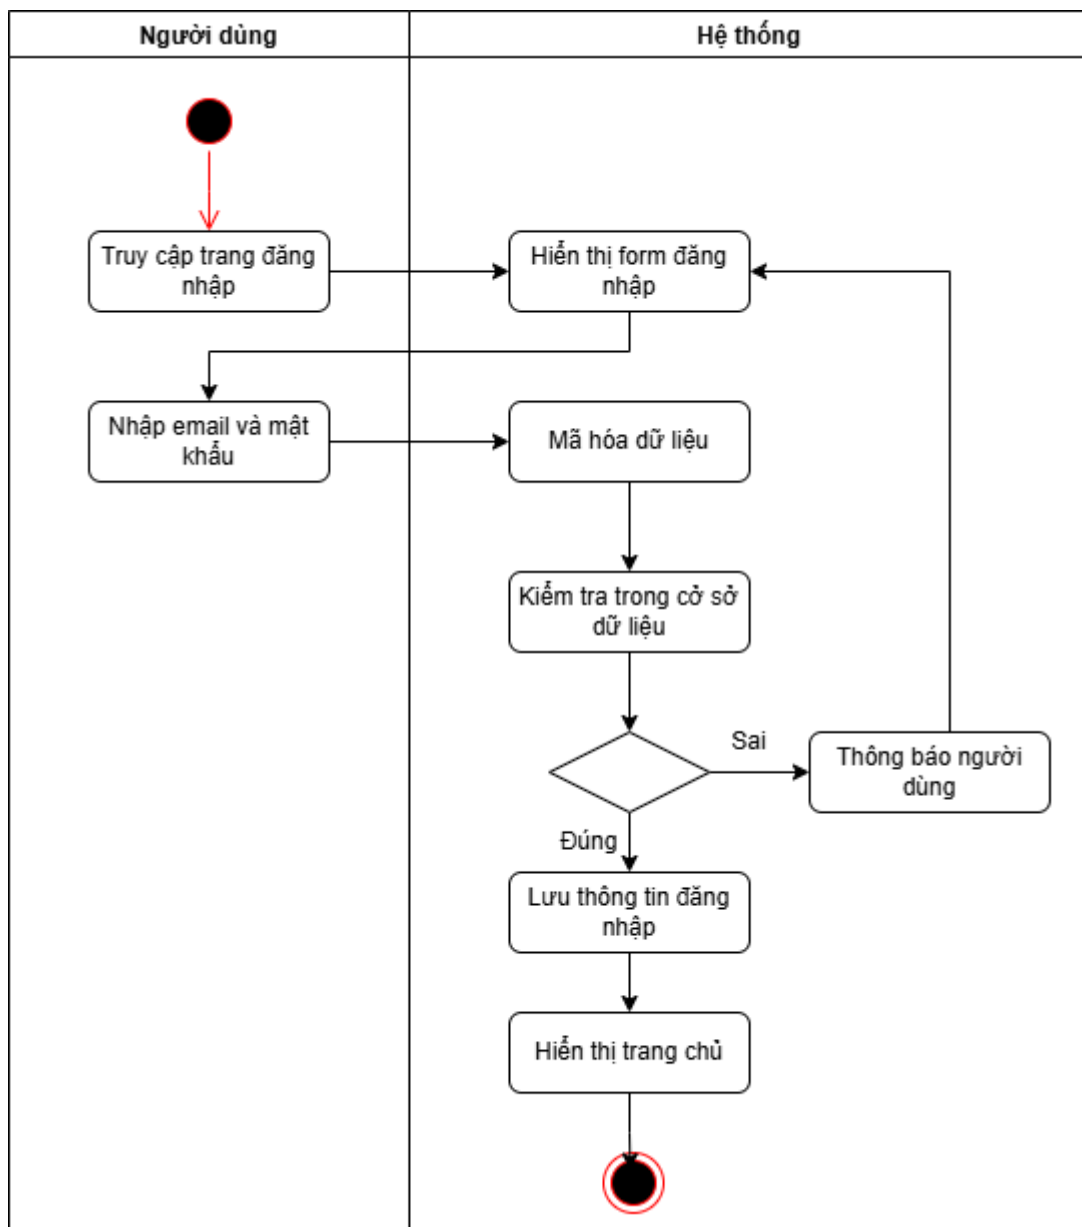 Người dùng
Hệ thống
Truy cập trang đăng
nhập
Hiển thị form đăng
nhập
Nhập email và mật
khẩu
Mã hóa dữ liệu
Kiểm tra trong cở sở
dữ liệu
Sai
Thông báo người
dùng
Đúng
Lưu thông tin đăng
nhập
Hiển thị trang chủ